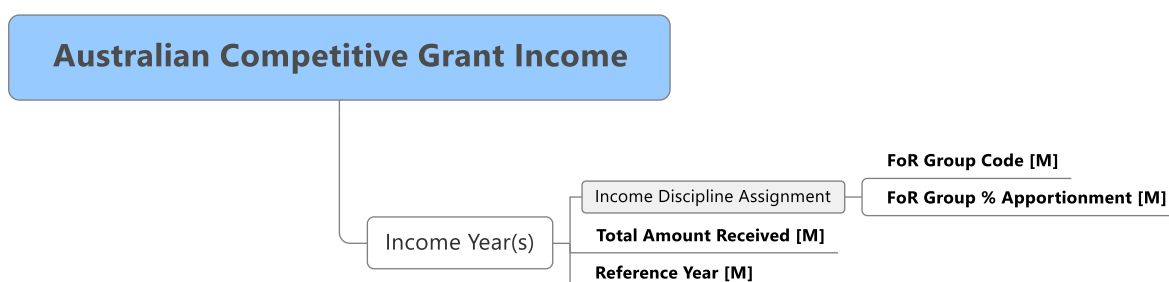 Australian Competitive Grant Income
FoR Group Code [M]
Income Discipline Assignment
FoR Group % Apportionment [M]
Total Amount Received [M]
Income Year(s)
Reference Year [M]